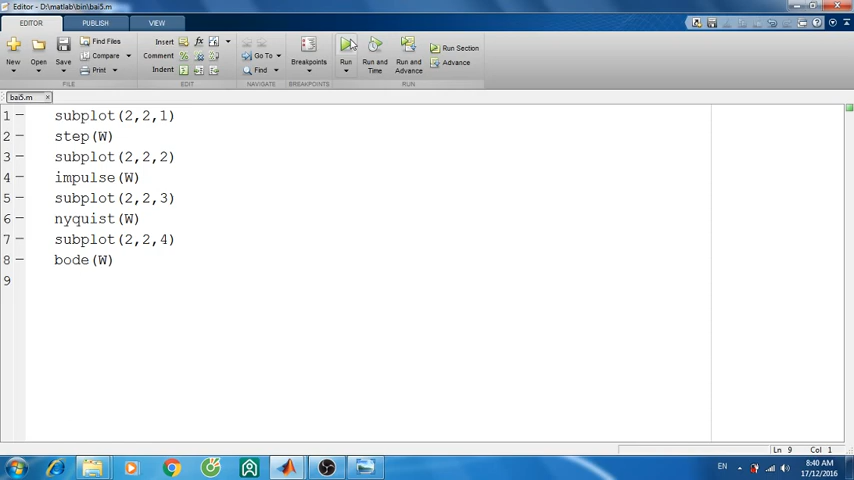 Editor - D:\matlab\bin\bai5.m
EDITOR PUBLISH VIEW
New Open Save Find Files Compare Print Insert Comment Indent Go To Find Breakpoints Run Run and Time Run and Advance Run Section Advance
FILE EDIT NAVIGATE BREAKPOINTS RUN
bai5.m
1 subplot(2,2,1)
2 step(W)
3 subplot(2,2,2)
4 impulse(W)
5 subplot(2,2,3)
6 nyquist(W)
7 subplot(2,2,4)
8 bode(W)
9
Ln 9 Col 1
EN
8:40 AM
17/12/2016